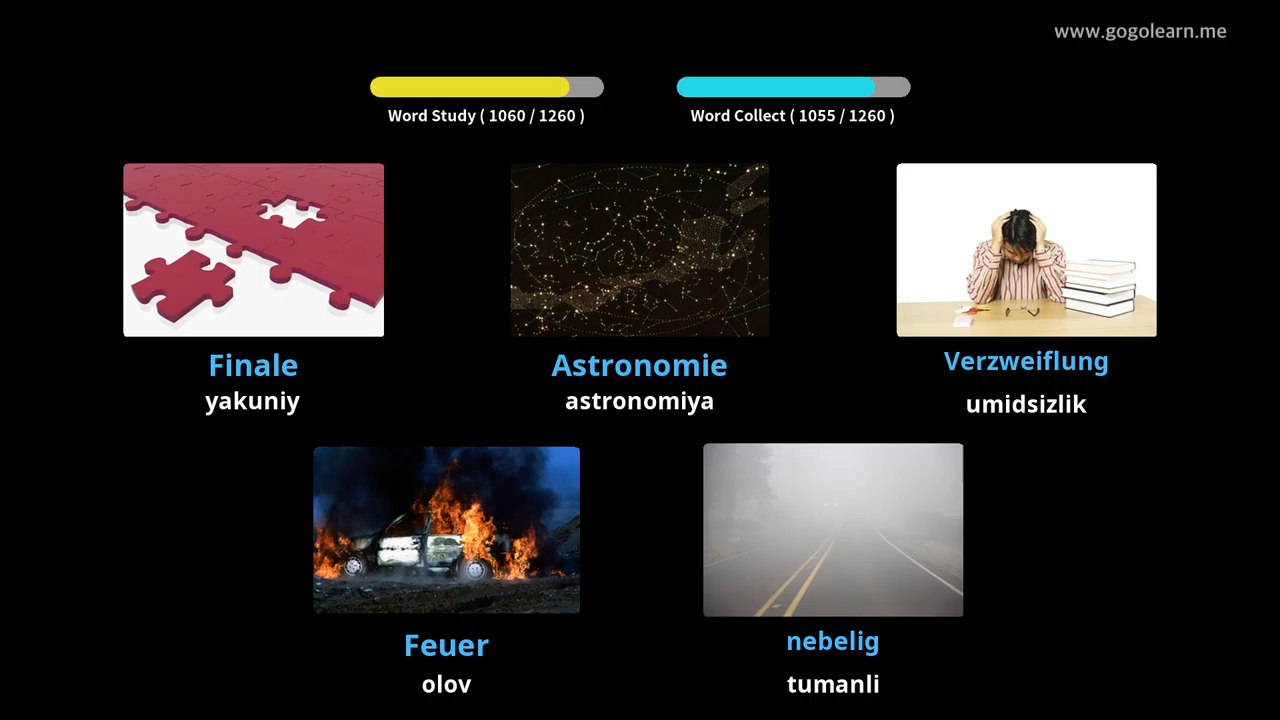 www.gogolearn.me
Word Study ( 1060 / 1260 )
Word Collect ( 1055 / 1260 )
Finale
yakuniy
Astronomie
astronomiya
Verzweiflung
umidsizlik
Feuer
olov
nebelig
tumanli